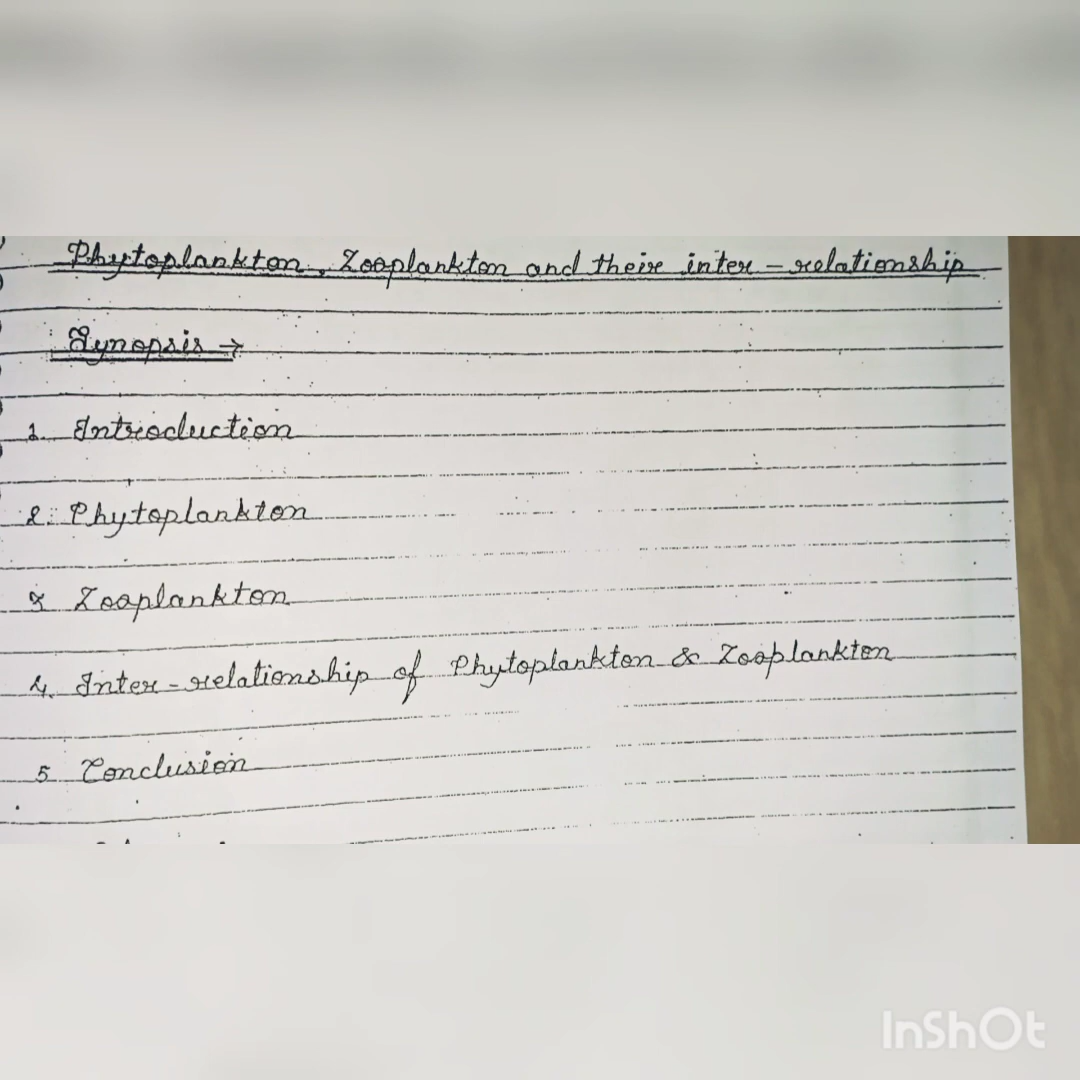 Phytoplankton, Zooplankton and their inter-relationship
Synopsis →
1. Introduction
2. Phytoplankton
3 Zooplankton
4. Inter-relationship of Phytoplankton & Zooplankton
5 Conclusion
InShOt